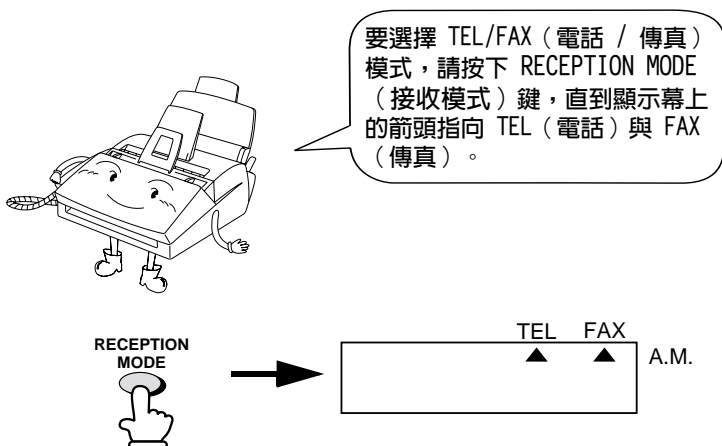 要選擇 TEL/FAX（電話 / 傳真）
模式，請按下 RECEPTION MODE
（接收模式）鍵，直到顯示幕上
的箭頭指向 TEL（電話）與 FAX
（傳真）。
RECEPTION
MODE
TEL FAX
A.M.